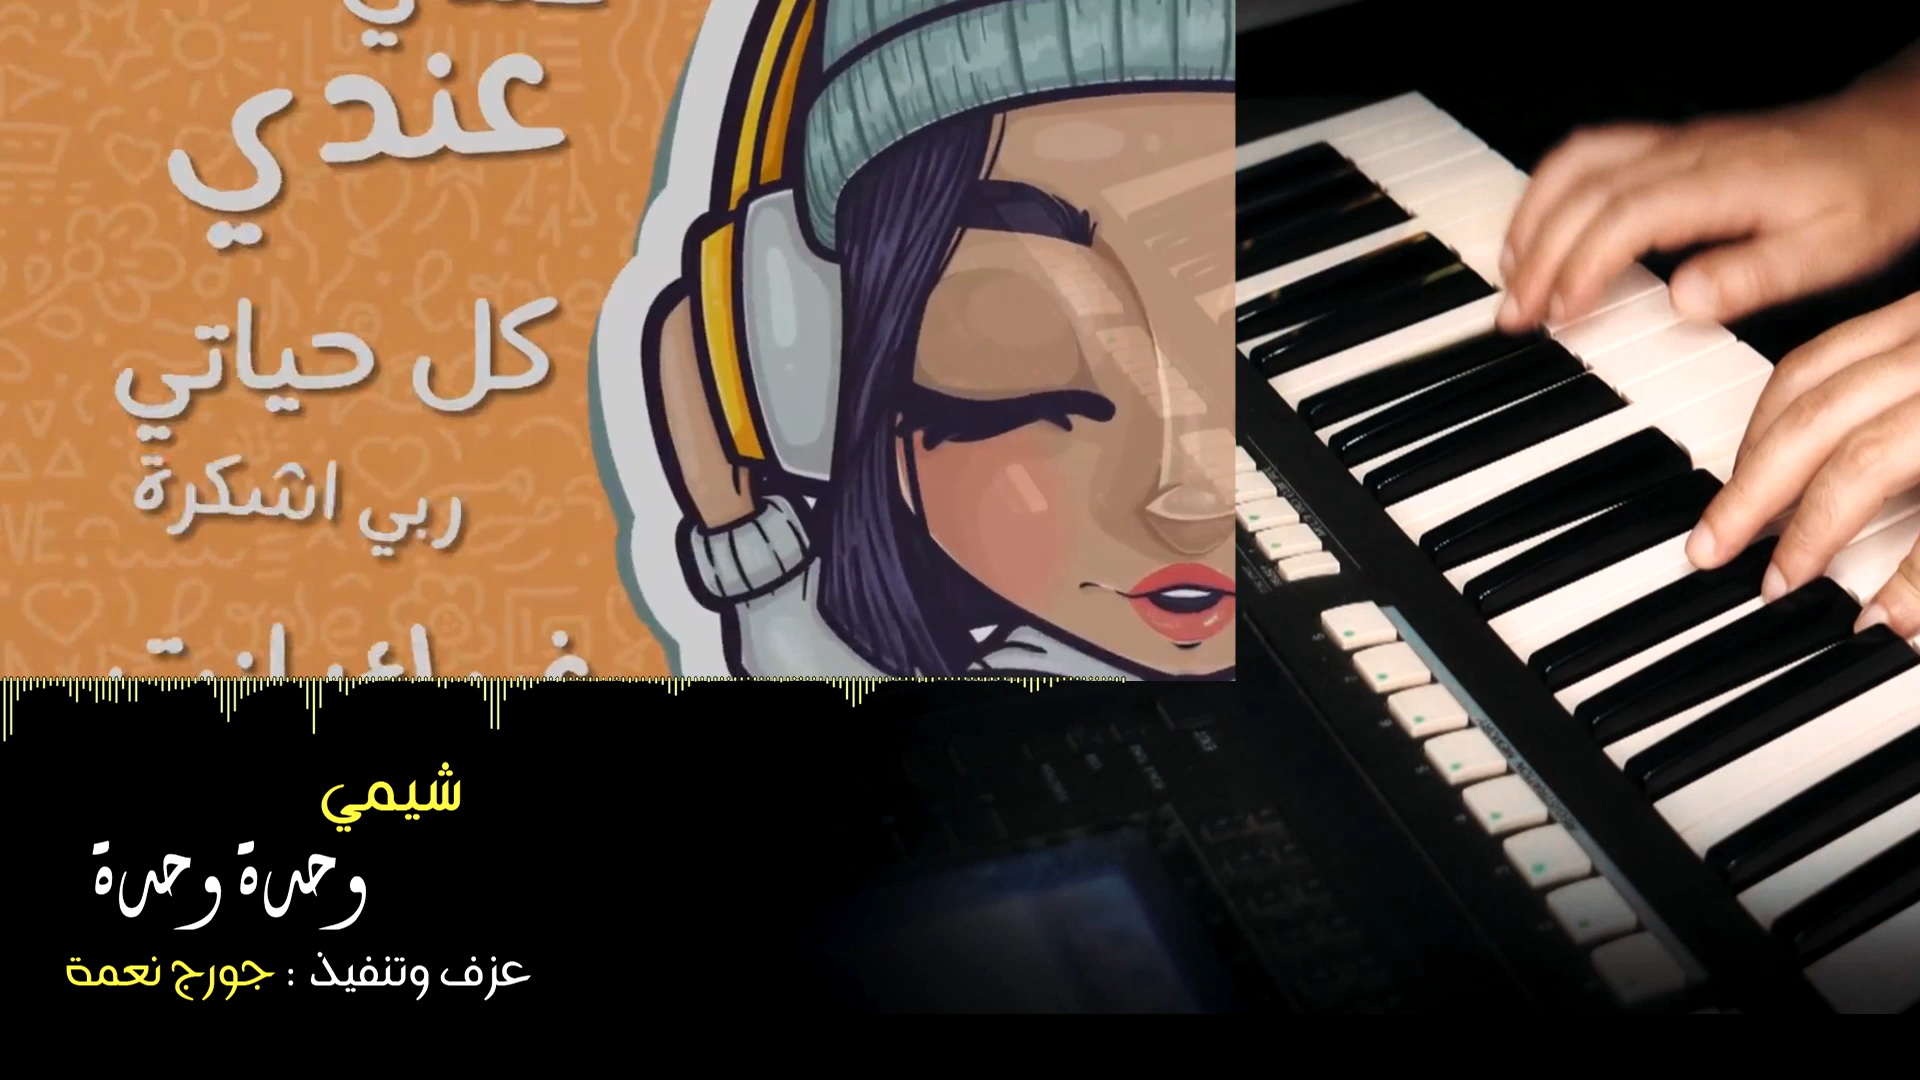 عندي
كل حياتي
ربي اشكرة
شيمي
وحدة وحدة
عزف وتنفيذ : جورج نعمة